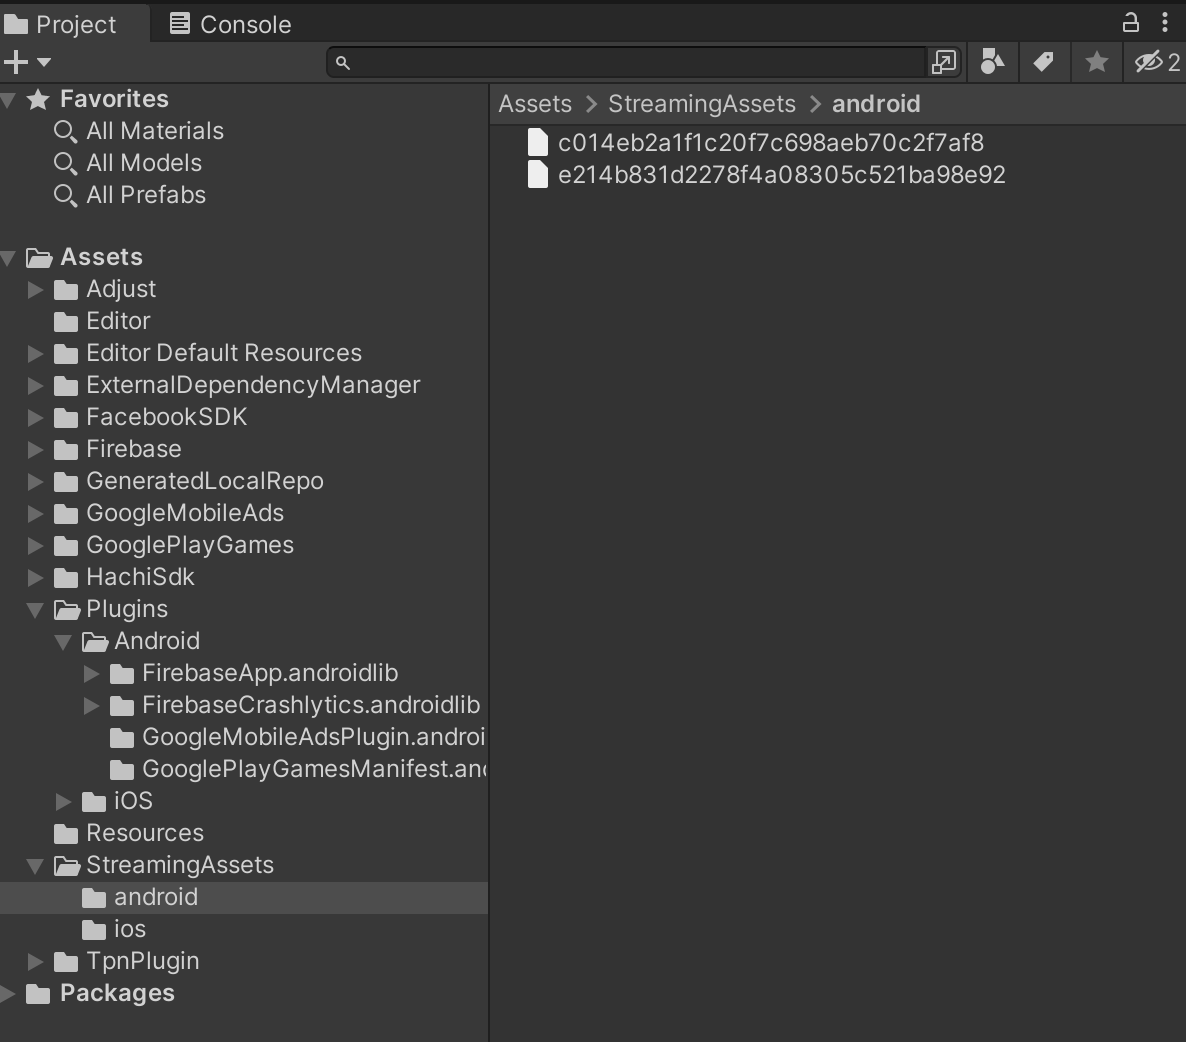 Project
Console
2
Favorites
All Materials
All Models
All Prefabs
Assets
Adjust
Editor
Editor Default Resources
ExternalDependencyManager
FacebookSDK
Firebase
GeneratedLocalRepo
GoogleMobileAds
GooglePlayGames
HachiSdk
Plugins
Android
FirebaseApp.androidlib
FirebaseCrashlytics.androidlib
GoogleMobileAdsPlugin.androi
GooglePlayGamesManifest.and
iOS
Resources
StreamingAssets
android
ios
TpnPlugin
Packages
Assets > StreamingAssets > android
c014eb2a1f1c20f7c698aeb70c2f7af8
e214b831d2278f4a08305c521ba98e92